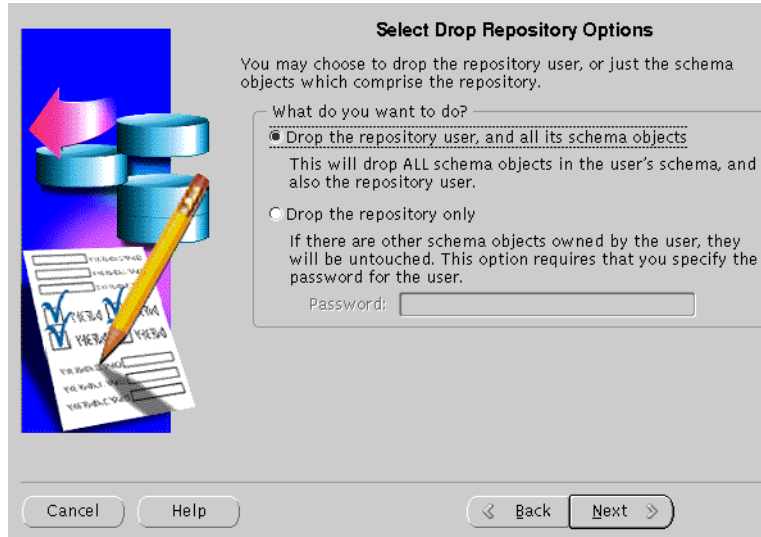 Select Drop Repository Options
You may choose to drop the repository user, or just the schema
objects which comprise the repository.
What do you want to do?
Drop the repository user, and all its schema objects
This will drop ALL schema objects in the user's schema, and
also the repository user.
Drop the repository only
If there are other schema objects owned by the user, they
will be untouched. This option requires that you specify the
password for the user.
Password:
Cancel Help Back Next